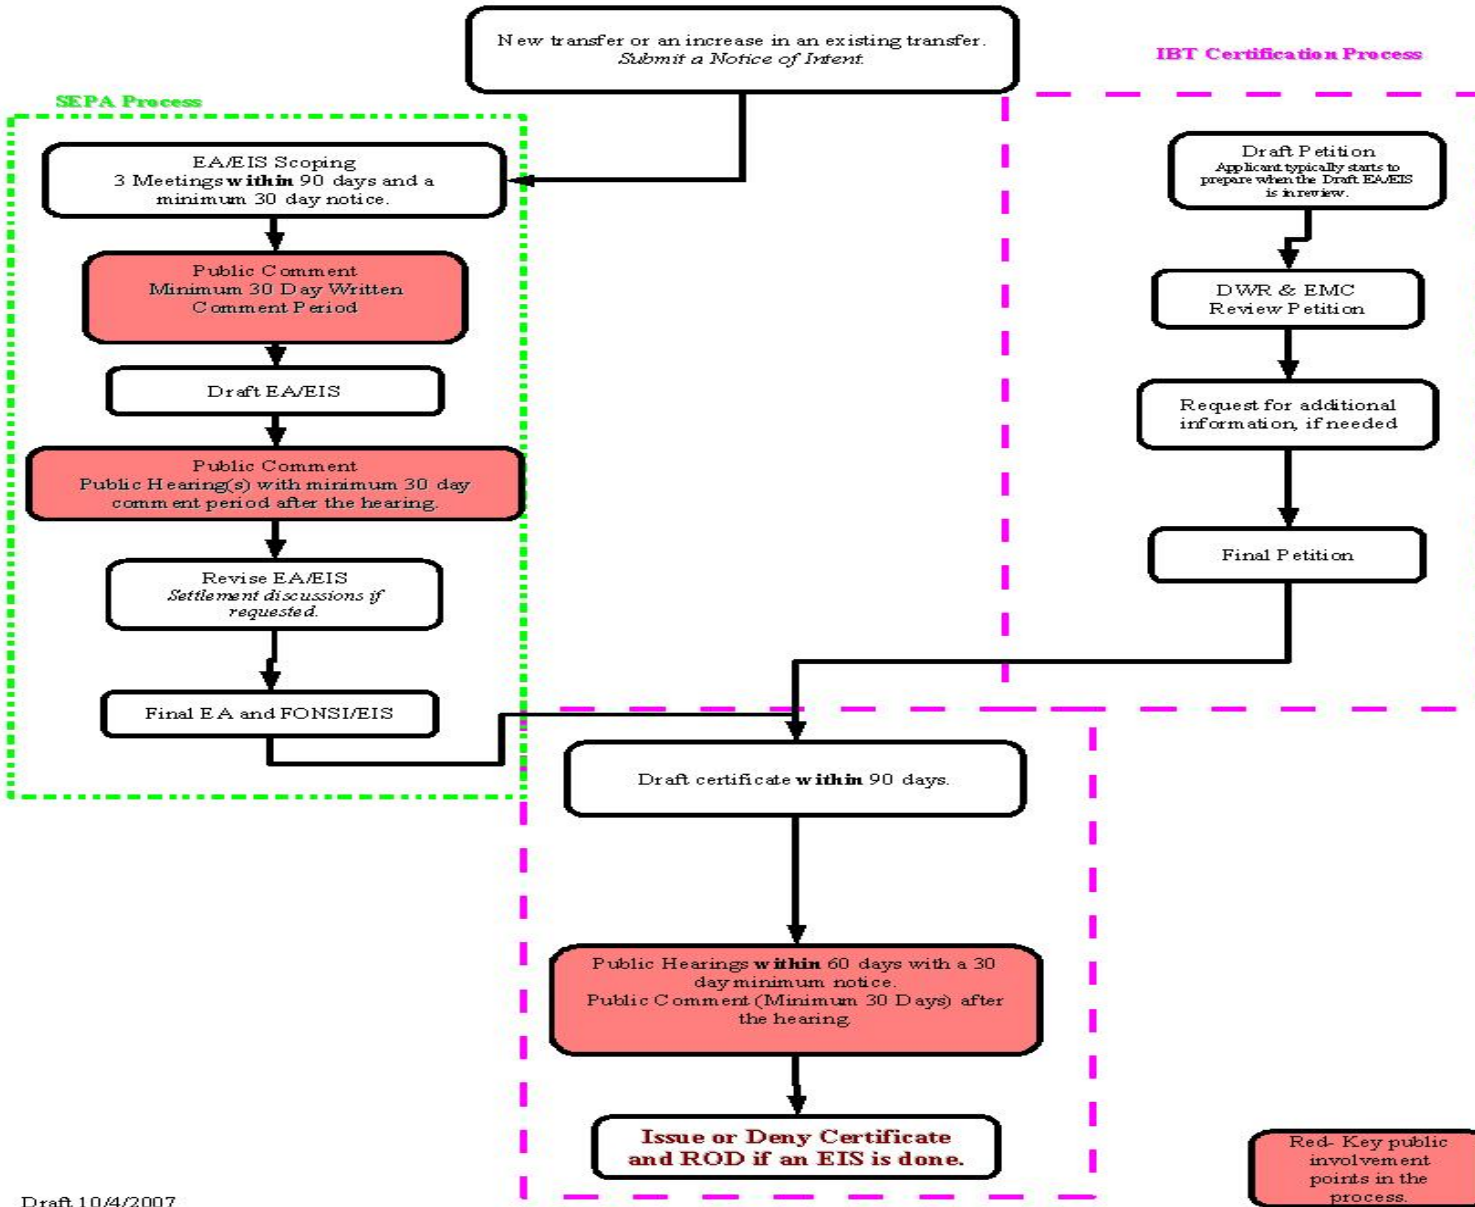 New transfer or an increase in an existing transfer.
Submit a Notice of Intent.
IBT Certification Process
SEPA Process
EA/EIS Scoping
3 Meetings within 90 days and a
minimum 30 day notice.
Public Comment
Minimum 30 Day Written
Comment Period
Draft EA/EIS
Public Comment
Public Hearing(s) with minimum 30 day
comment period after the hearing.
Revise EA/EIS
Settlement discussions if
requested.
Final EA and FONSI/EIS
Draft Petition
Applicant typically starts to
prepare when the Draft EA/EIS
is in review.
DWR & EMC
Review Petition
Request for additional
information, if needed
Final Petition
Draft certificate within 90 days.
Public Hearings within 60 days with a 30
day minimum notice.
Public Comment (Minimum 30 Days) after
the hearing.
Issue or Deny Certificate
and ROD if an EIS is done.
Red- Key public
involvement
points in the
process.
Draft 10/4/2007